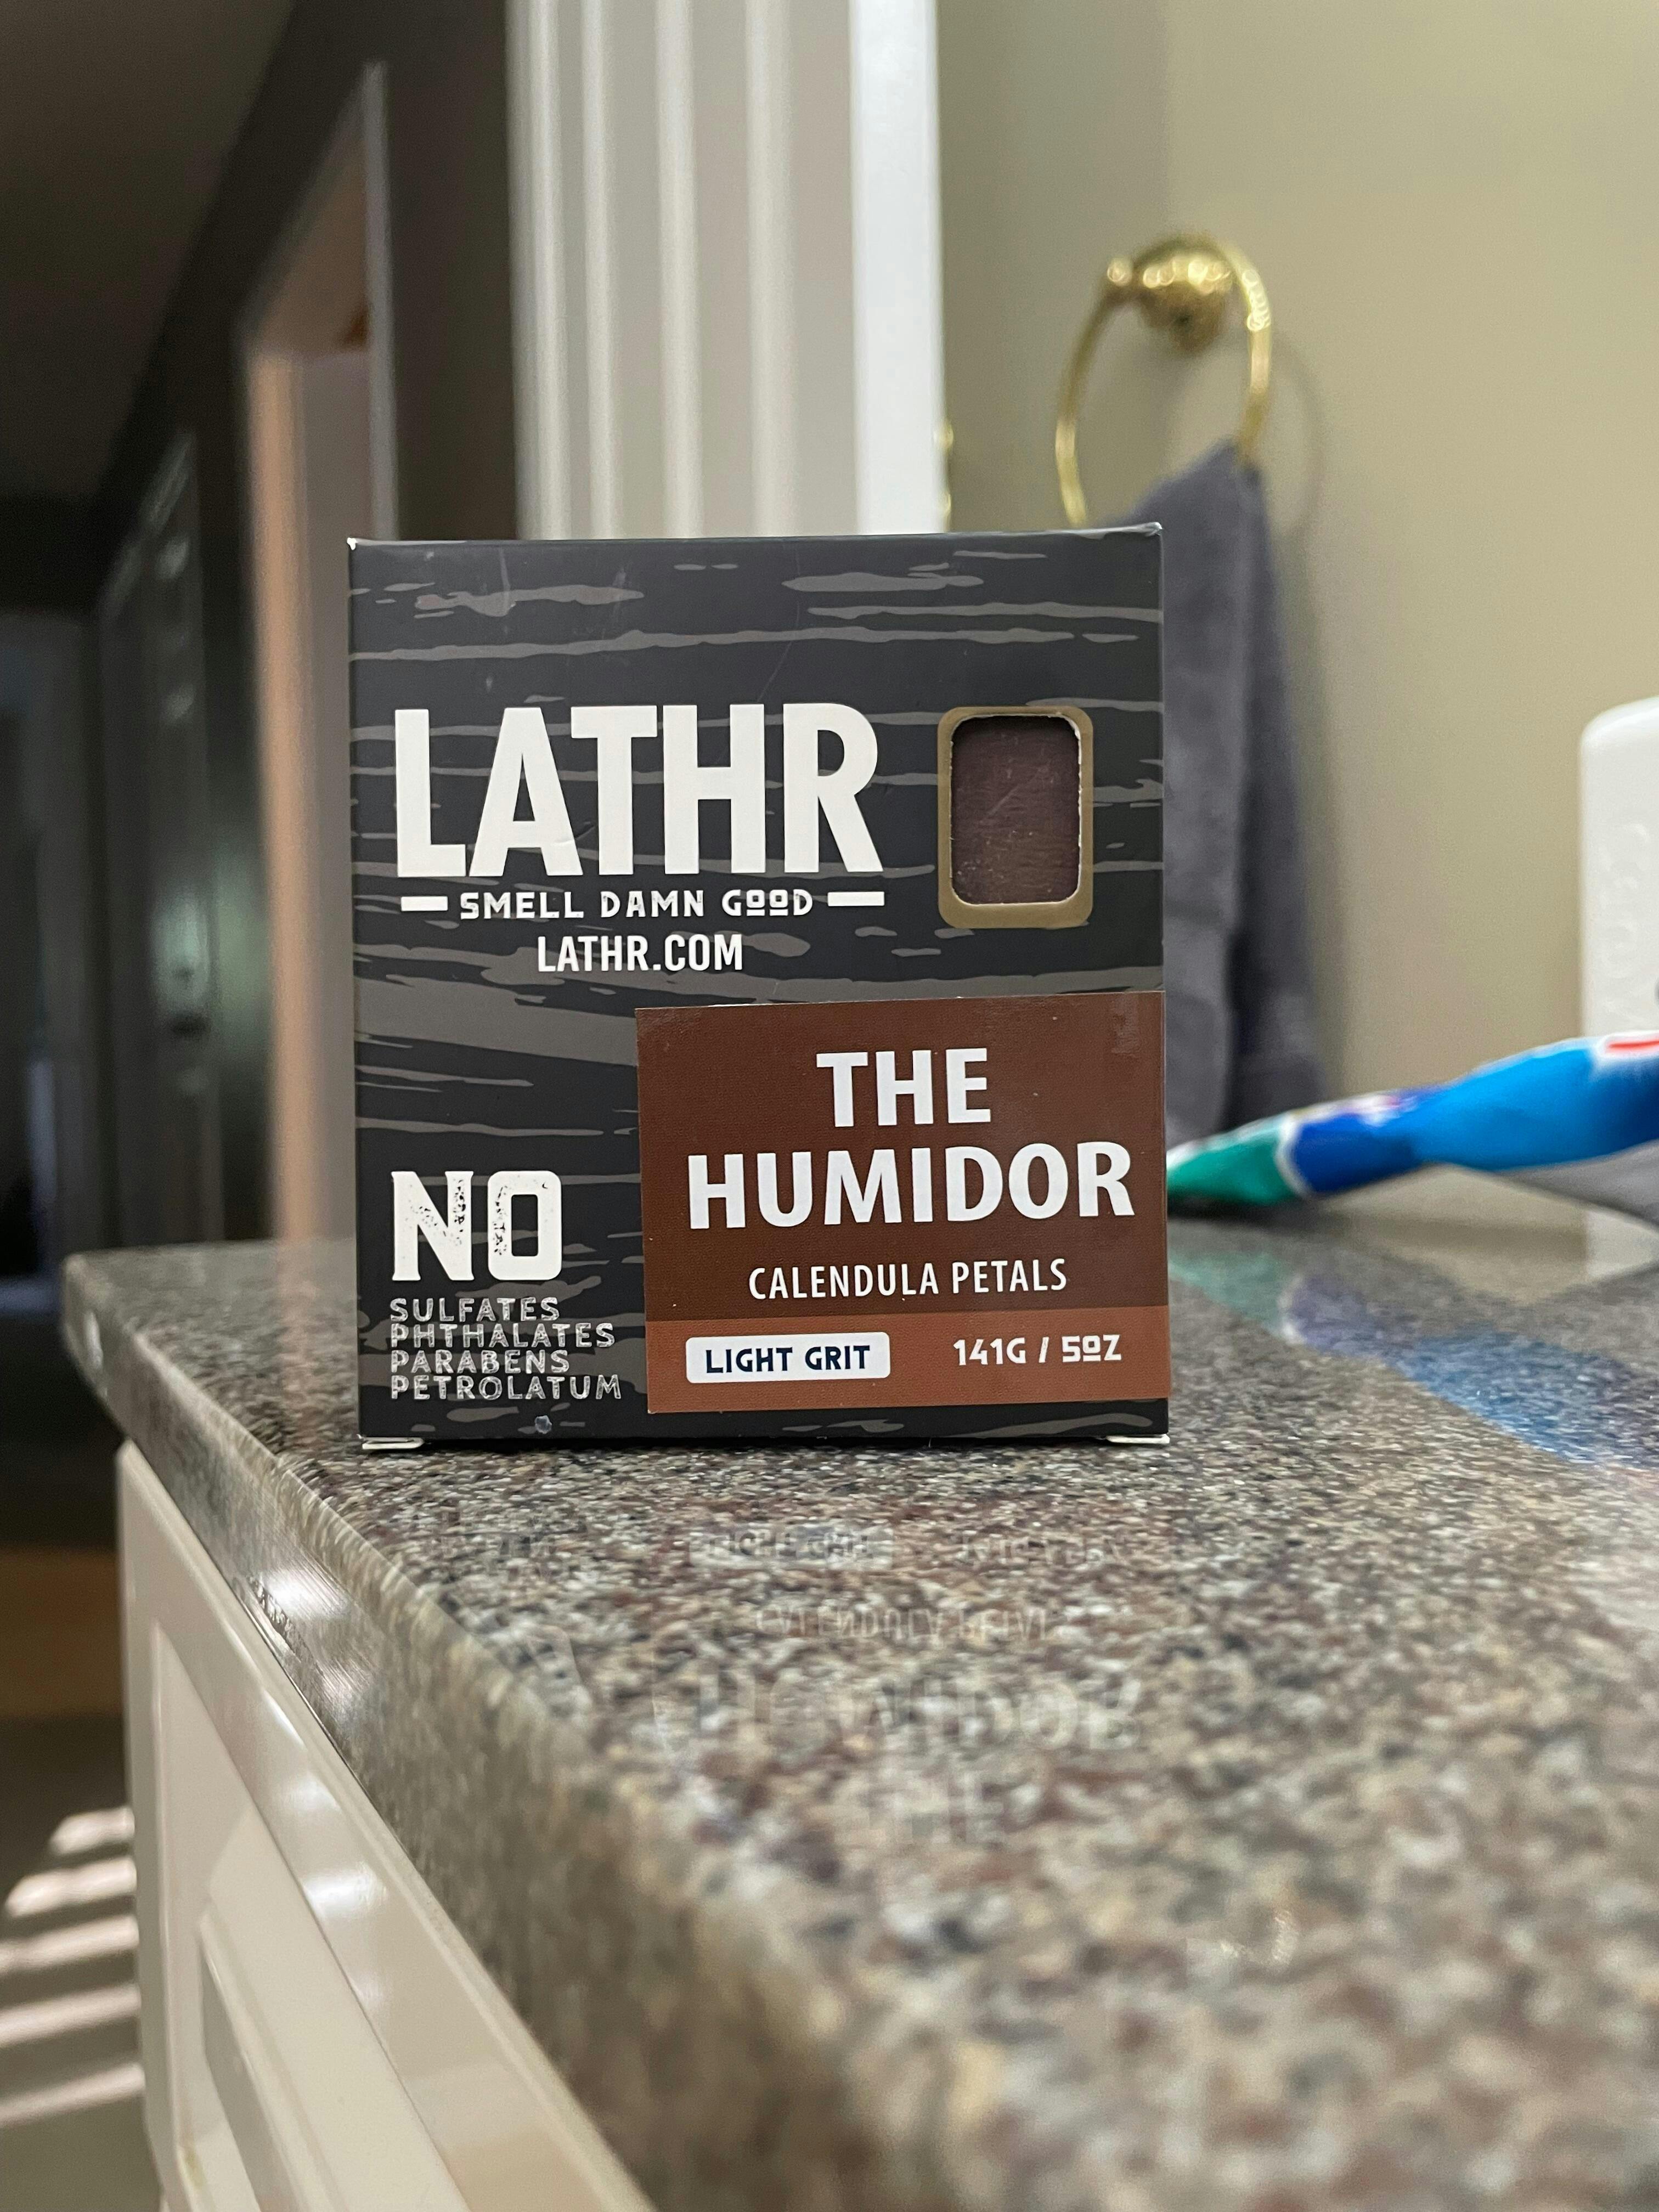 LATHR
SMELL DAMN GOOD
LATHR.COM
THE
HUMIDOR
CALENDULA PETALS
LIGHT GRIT 141G / 5OZ
NO
SULFATES
PHTHALATES
PARABENS
PETROLATUM